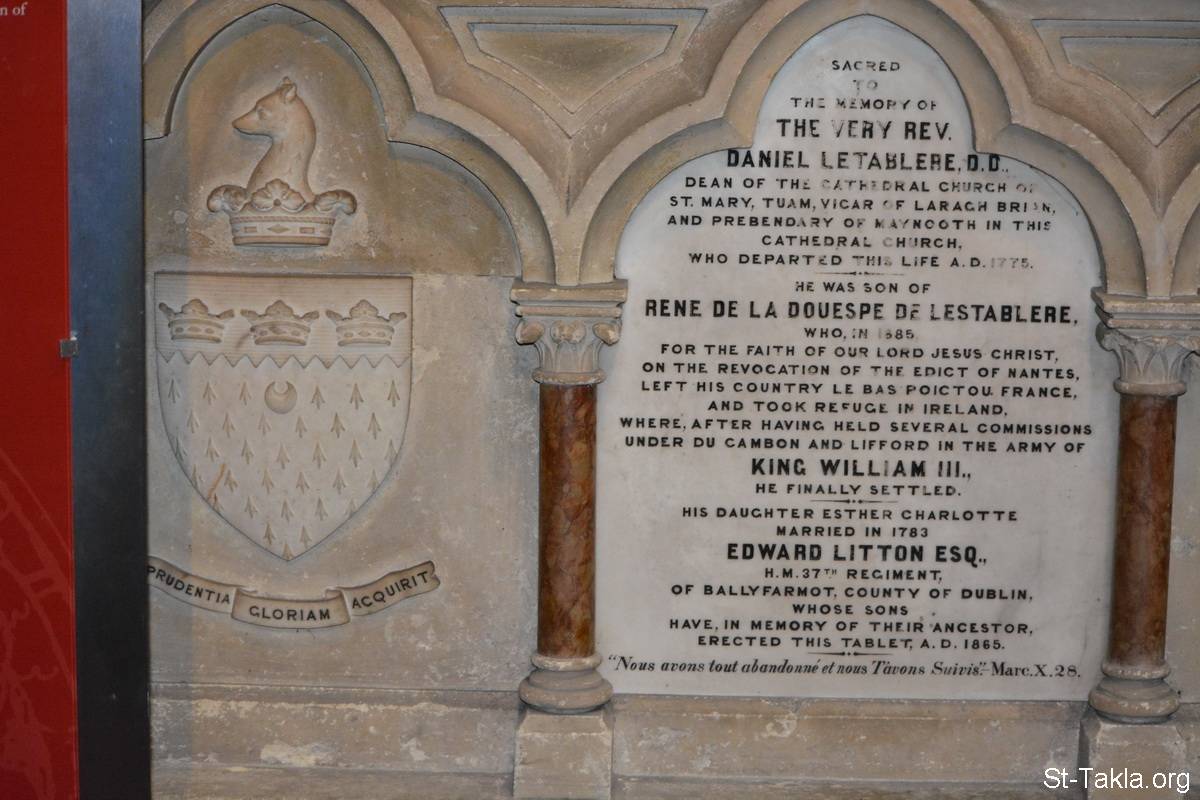 n of
PRUDENTIA GLORIAM ACQUIRIT
SACRED
TO
THE MEMORY OF
THE VERY REV.
DANIEL LETABLERE, D.D.,
DEAN OF THE CATHEDRAL CHURCH OF
ST. MARY, TUAM, VICAR OF LARAGH BRIAN,
AND PREBENDARY OF MAYNOOTH IN THIS
CATHEDRAL CHURCH,
WHO DEPARTED THIS LIFE A.D. 1775.
HE WAS SON OF
RENE DE LA DOUESPE DE LESTABLERE,
WHO, IN 1685,
FOR THE FAITH OF OUR LORD JESUS CHRIST,
ON THE REVOCATION OF THE EDICT OF NANTES,
LEFT HIS COUNTRY LE BAS POICTOU, FRANCE,
AND TOOK REFUGE IN IRELAND,
WHERE, AFTER HAVING HELD SEVERAL COMMISSIONS
UNDER DU CAMBON AND LIFFORD IN THE ARMY OF
KING WILLIAM III.,
HE FINALLY SETTLED.
HIS DAUGHTER ESTHER CHARLOTTE
MARRIED IN 1783
EDWARD LITTON ESQ.,
H.M. 37TH REGIMENT,
OF BALLYFARMOT, COUNTY OF DUBLIN,
WHOSE SONS
HAVE, IN MEMORY OF THEIR ANCESTOR,
ERECTED THIS TABLET, A.D. 1865.
"Nous avons tout abandonné et nous T'avons Suivis."-Marc.X.28.
St-Takla.org